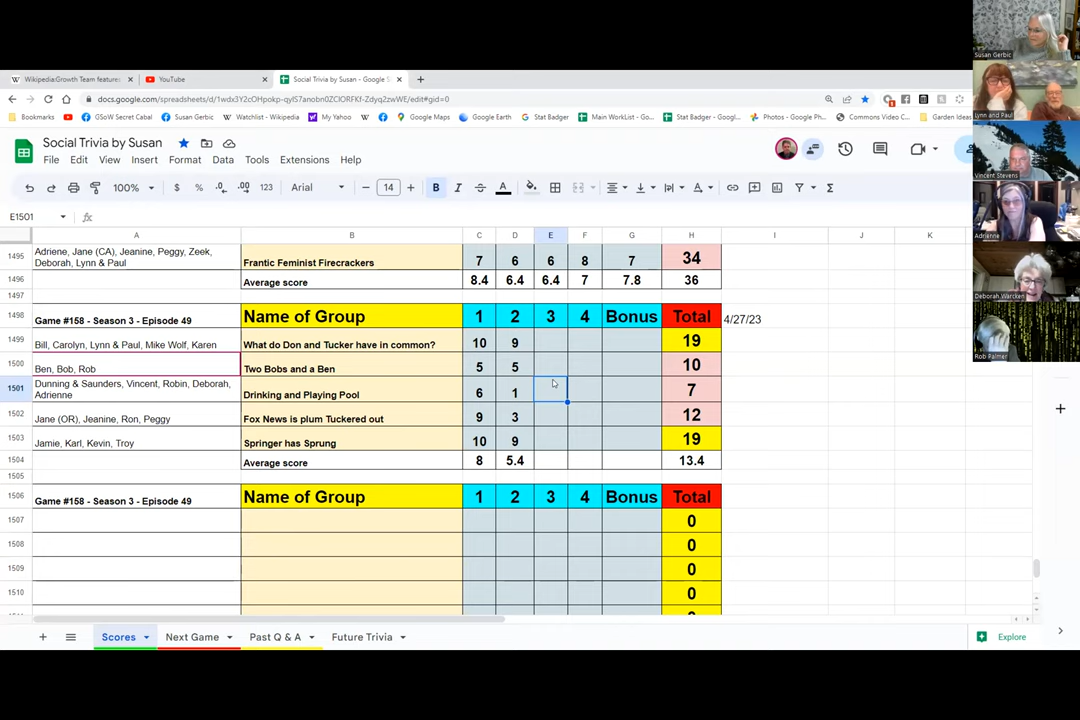 Wikipedia:Growth Team features
YouTube
Social Trivia by Susan - Google S
docs.google.com/spreadsheets/d/
Bookmarks
GSoW Secret Cabal
Susan Gerbic
Watchlist - Wikipedia
My Yahoo
Google Maps
Google Earth
Stat Badger
Main WorkList - Go...
Stat Badger - Googl...
Photos - Google Ph...
Commons Video C...
Garden Ideas
Social Trivia by Susan
File Edit View Insert Format Data Tools Extensions Help
100% $ % .0 .00 123 Arial − 14 + B I
E1501 fx
A B C D E F G H I J K
1495 Adriene, Jane (CA), Jeanine, Peggy, Zeek,
Deborah, Lynn & Paul Frantic Feminist Firecrackers 7 6 6 8 7 34
1496 Average score 8.4 6.4 6.4 7 7.8 36
1497
1498 Game #158 - Season 3 - Episode 49 Name of Group 1 2 3 4 Bonus Total 4/27/23
1499 Bill, Carolyn, Lynn & Paul, Mike Wolf, Karen What do Don and Tucker have in common? 10 9 19
1500 Ben, Bob, Rob Two Bobs and a Ben 5 5 10
1501 Dunning & Saunders, Vincent, Robin, Deborah,
Adrienne Drinking and Playing Pool 6 1 7
1502 Jane (OR), Jeanine, Ron, Peggy Fox News is plum Tuckered out 9 3 12
1503 Jamie, Karl, Kevin, Troy Springer has Sprung 10 9 19
1504 Average score 8 5.4 13.4
1505
1506 Game #158 - Season 3 - Episode 49 Name of Group 1 2 3 4 Bonus Total
1507 0
1508 0
1509 0
1510 0
Scores Next Game Past Q & A Future Trivia Explore
Susan Gerbic
Lynn and Paul
Vincent Stevens
Adrienne
Deborah Warcken
Rob Palmer